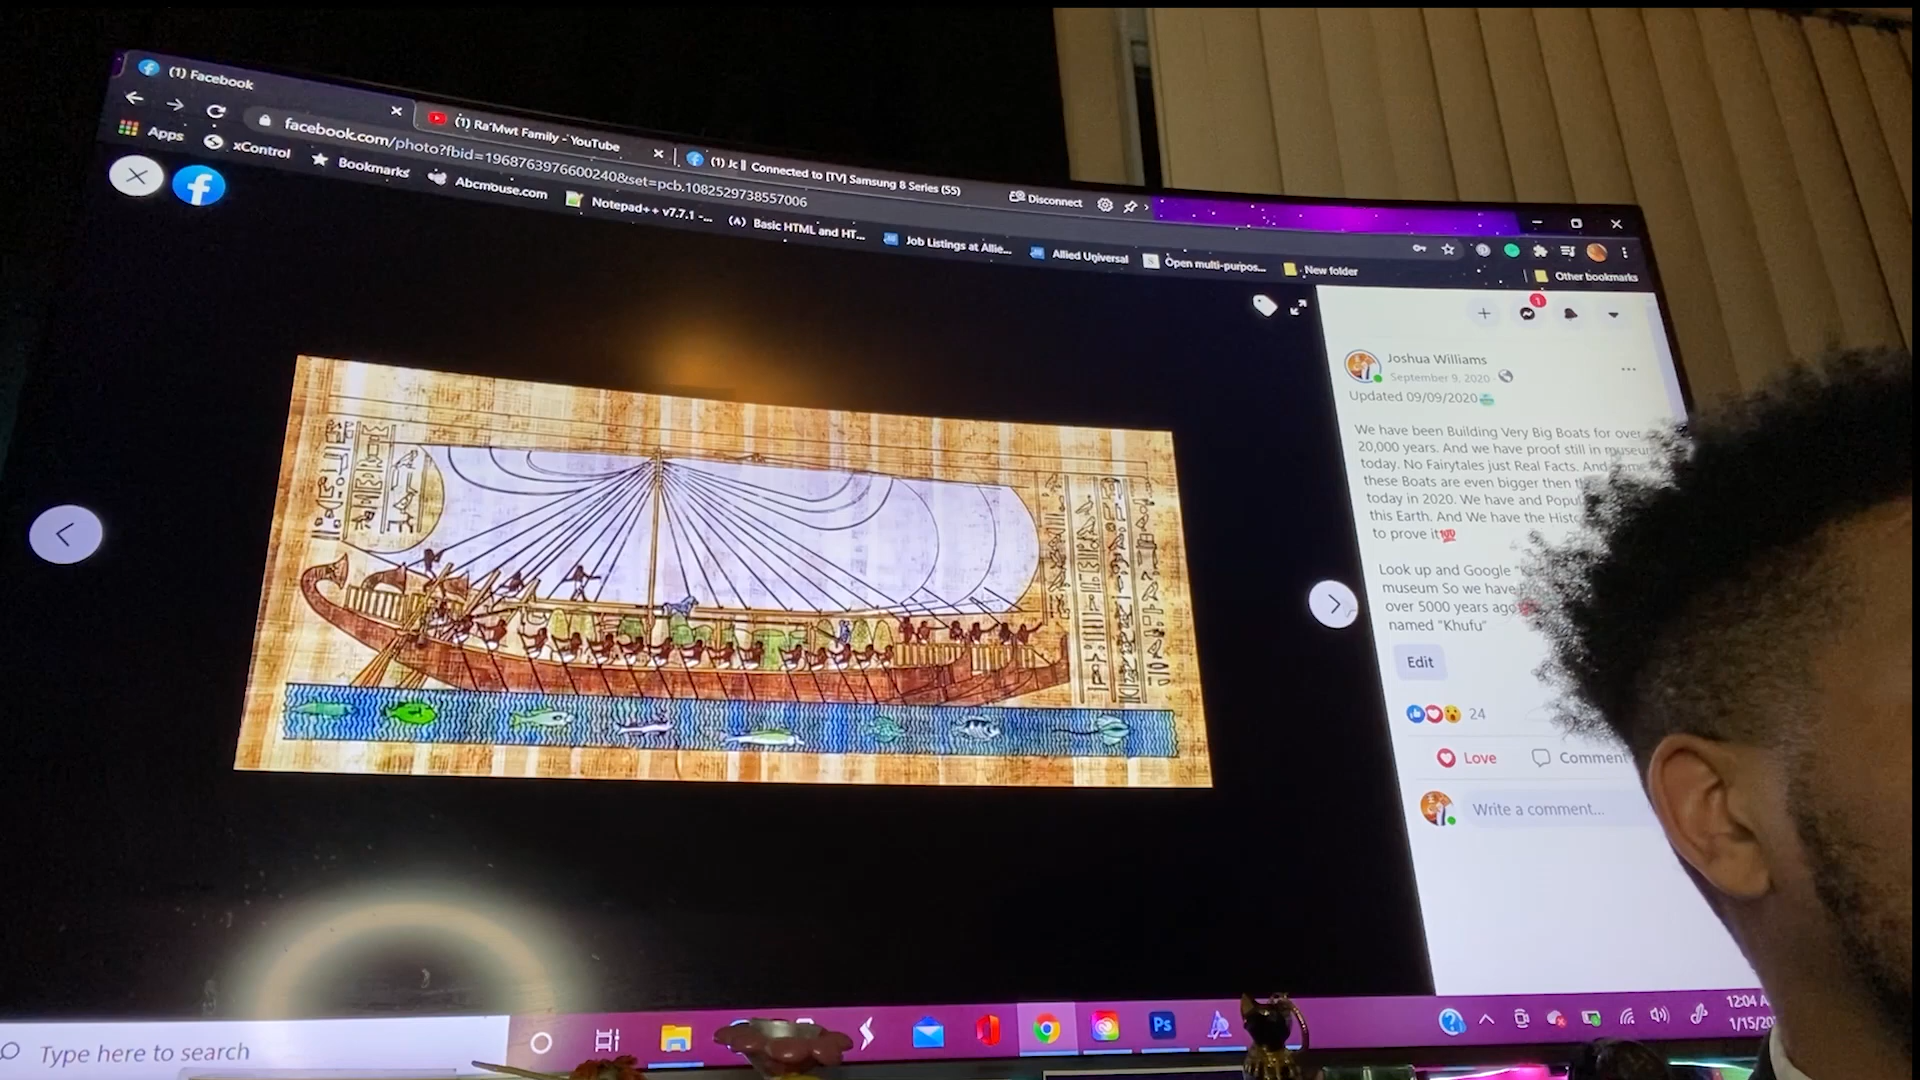 (1) Facebook
(1) Ra'Mwt Family - YouTube
(1) Jc ||
Connected to [TV] Samsung 8 Series (55)
Disconnect
facebook.com/photo?fbid=196876397660024&set=pcb.1082529738557006
Apps
xControl
Bookmarks
Abcmouse.com
Notepad++ v7.7.1 -...
Basic HTML and HT...
Job Listings at Allie...
Allied Universal
Open multi-purpos...
New folder
Other bookmarks
1
Joshua Williams
September 9, 2020
Updated 09/09/2020
We have been Building Very Big Boats for over
20,000 years. And we have proof still in
today. No Fairytales just Real Facts. And
these Boats are even bigger then
today in 2020. We have and
this Earth. And We have the
to prove it💯
Look up and Google
museum So we have
over 5000 years ago
named "Khufu"
Edit
24
Love
Comment
Write a comment...
Type here to search
Ps
12:04 A
1/15/20